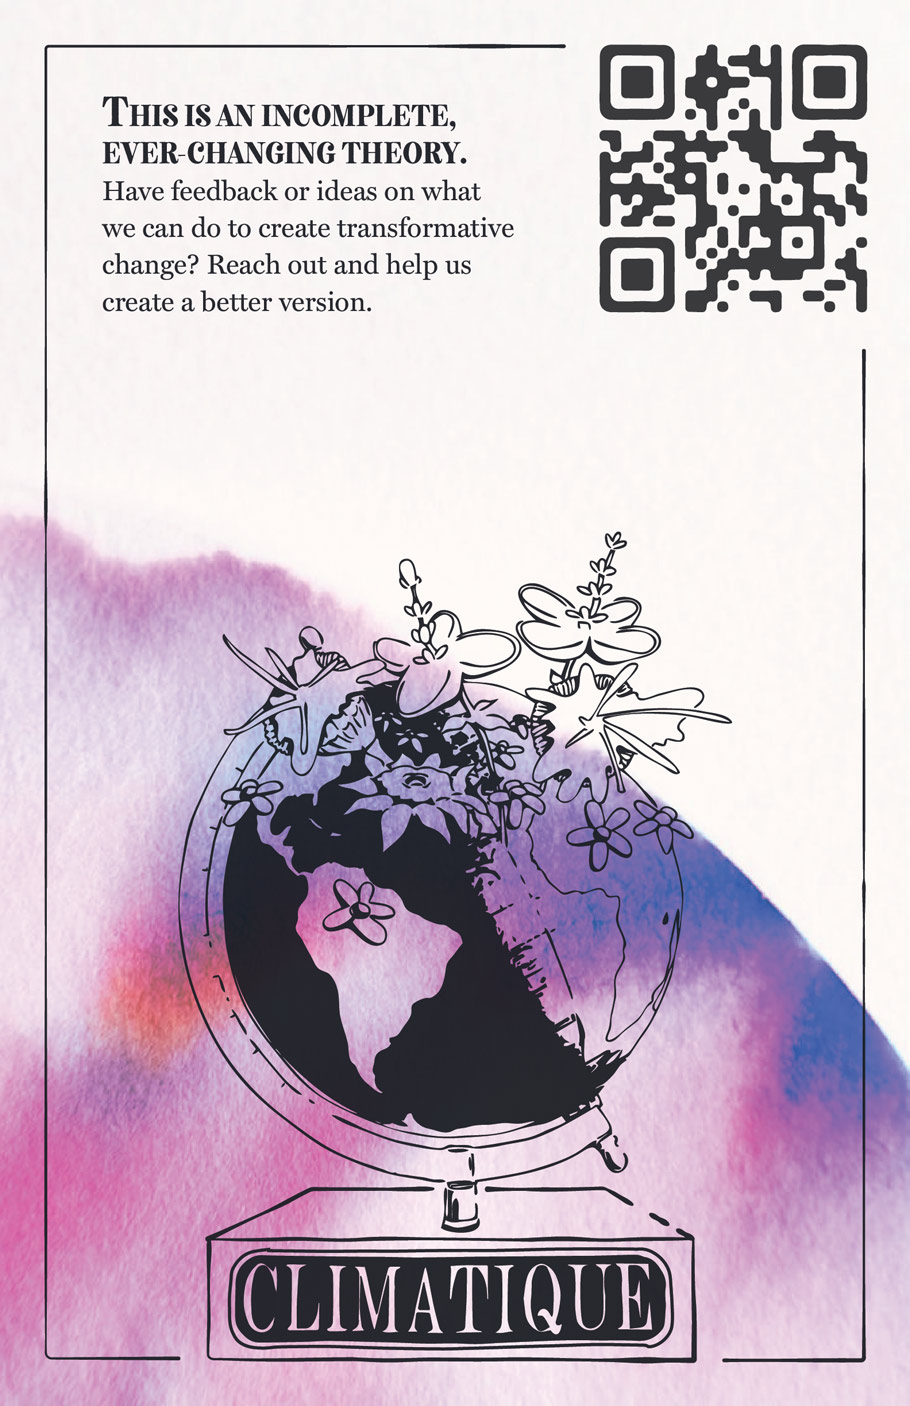 THIS IS AN INCOMPLETE,
EVER-CHANGING THEORY.
Have feedback or ideas on what
we can do to create transformative
change? Reach out and help us
create a better version.
CLIMATIQUE